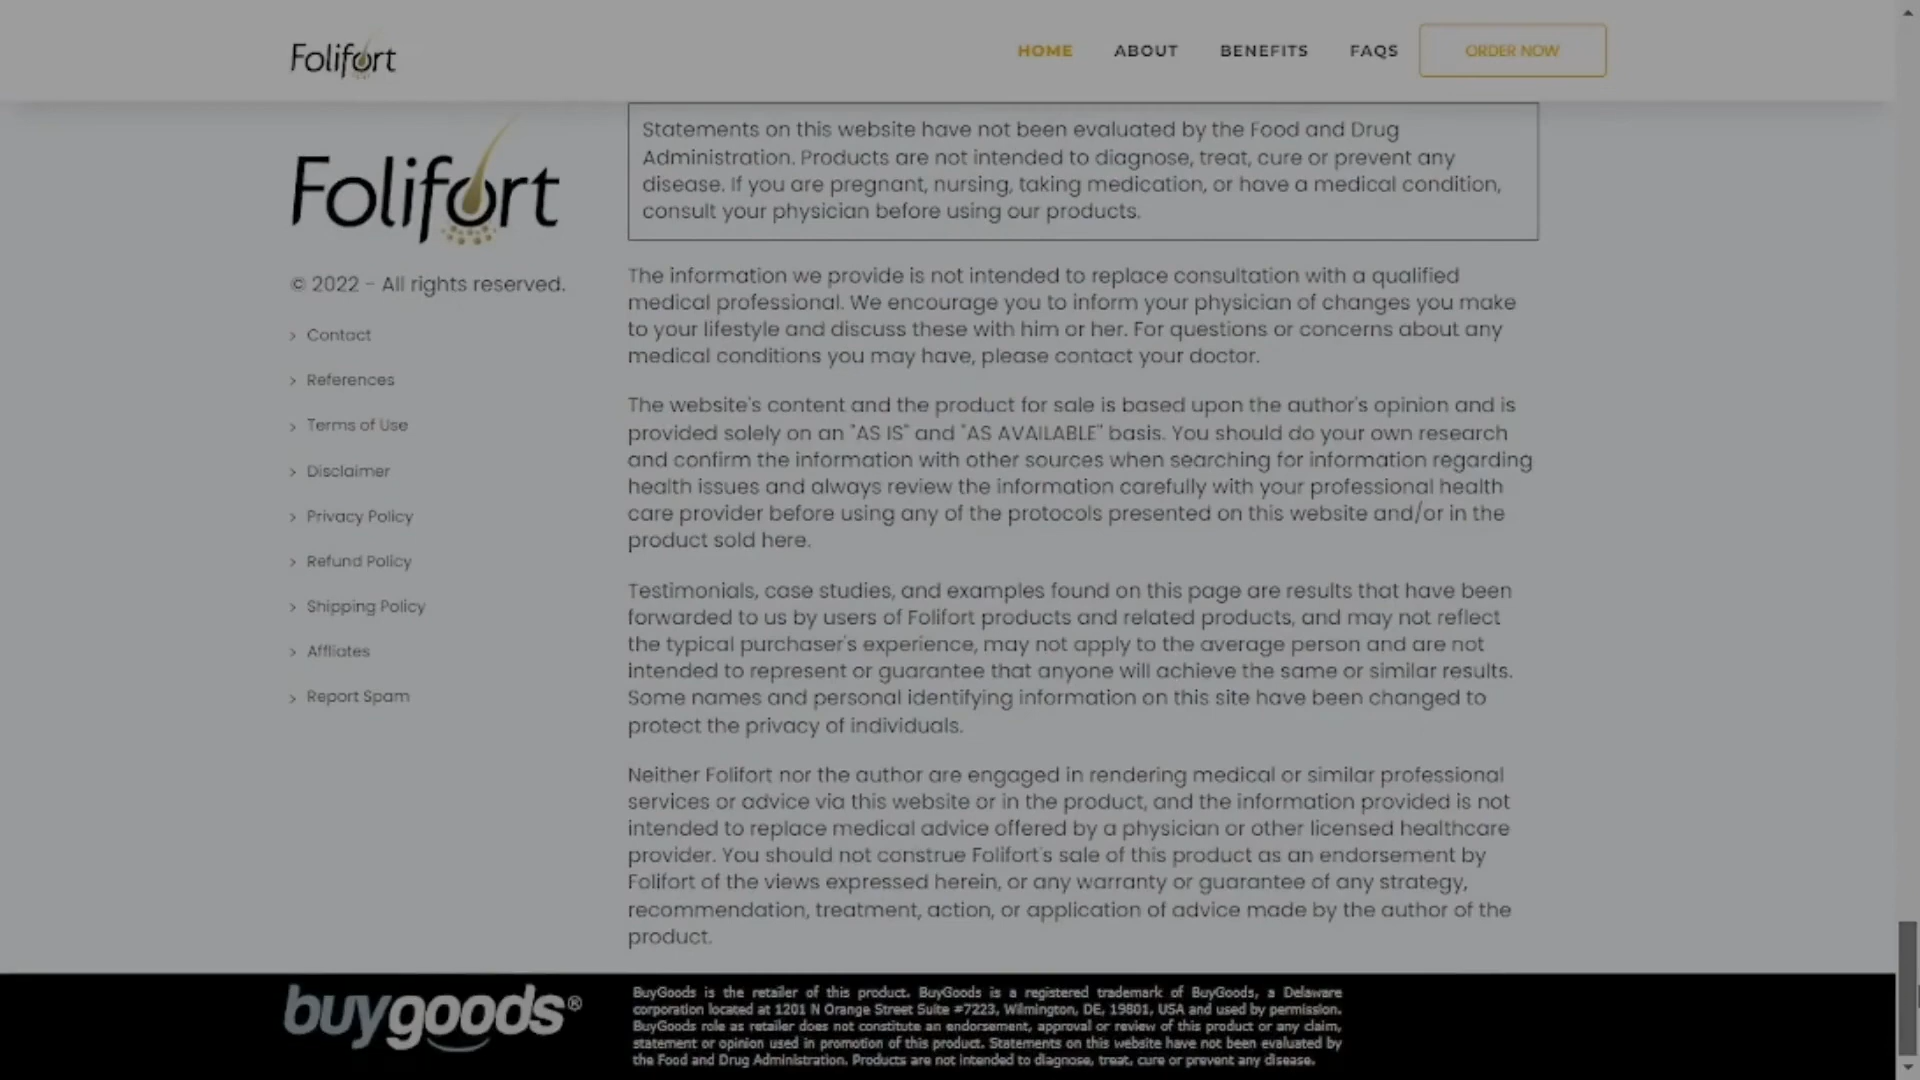 Folifort
HOME ABOUT BENEFITS FAQS ORDER NOW
Folifort
© 2022 - All rights reserved.
> Contact
> References
> Terms of Use
> Disclaimer
> Privacy Policy
> Refund Policy
> Shipping Policy
> Affliates
> Report Spam
Statements on this website have not been evaluated by the Food and Drug
Administration. Products are not intended to diagnose, treat, cure or prevent any
disease. If you are pregnant, nursing, taking medication, or have a medical condition,
consult your physician before using our products.
The information we provide is not intended to replace consultation with a qualified
medical professional. We encourage you to inform your physician of changes you make
to your lifestyle and discuss these with him or her. For questions or concerns about any
medical conditions you may have, please contact your doctor.
The website's content and the product for sale is based upon the author's opinion and is
provided solely on an "AS IS" and "AS AVAILABLE" basis. You should do your own research
and confirm the information with other sources when searching for information regarding
health issues and always review the information carefully with your professional health
care provider before using any of the protocols presented on this website and/or in the
product sold here.
Testimonials, case studies, and examples found on this page are results that have been
forwarded to us by users of Folifort products and related products, and may not reflect
the typical purchaser's experience, may not apply to the average person and are not
intended to represent or guarantee that anyone will achieve the same or similar results.
Some names and personal identifying information on this site have been changed to
protect the privacy of individuals.
Neither Folifort nor the author are engaged in rendering medical or similar professional
services or advice via this website or in the product, and the information provided is not
intended to replace medical advice offered by a physician or other licensed healthcare
provider. You should not construe Folifort's sale of this product as an endorsement by
Folifort of the views expressed herein, or any warranty or guarantee of any strategy,
recommendation, treatment, action, or application of advice made by the author of the
product.
buygoods®
BuyGoods is the retailer of this product. BuyGoods is a registered trademark of BuyGoods, a Delaware
corporation located at 1201 N Orange Street Suite #7223, Wilmington, DE, 19801, USA and used by permission.
BuyGoods role as retailer does not constitute an endorsement, approval or review of this product or any claim,
statement or opinion used in promotion of this product. Statements on this website have not been evaluated by
the Food and Drug Administration. Products are not intended to diagnose, treat, cure or prevent any disease.